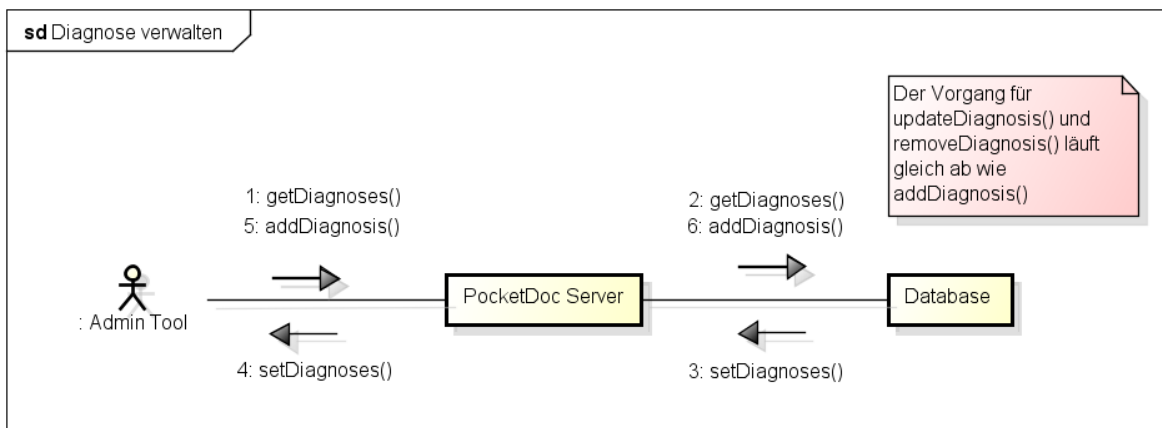 sd Diagnose verwalten
Der Vorgang für
updateDiagnosis() und
removeDiagnosis() läuft
gleich ab wie
addDiagnosis()
1: getDiagnoses()
5: addDiagnosis()
2: getDiagnoses()
6: addDiagnosis()
: Admin Tool
PocketDoc Server
Database
4: setDiagnoses()
3: setDiagnoses()